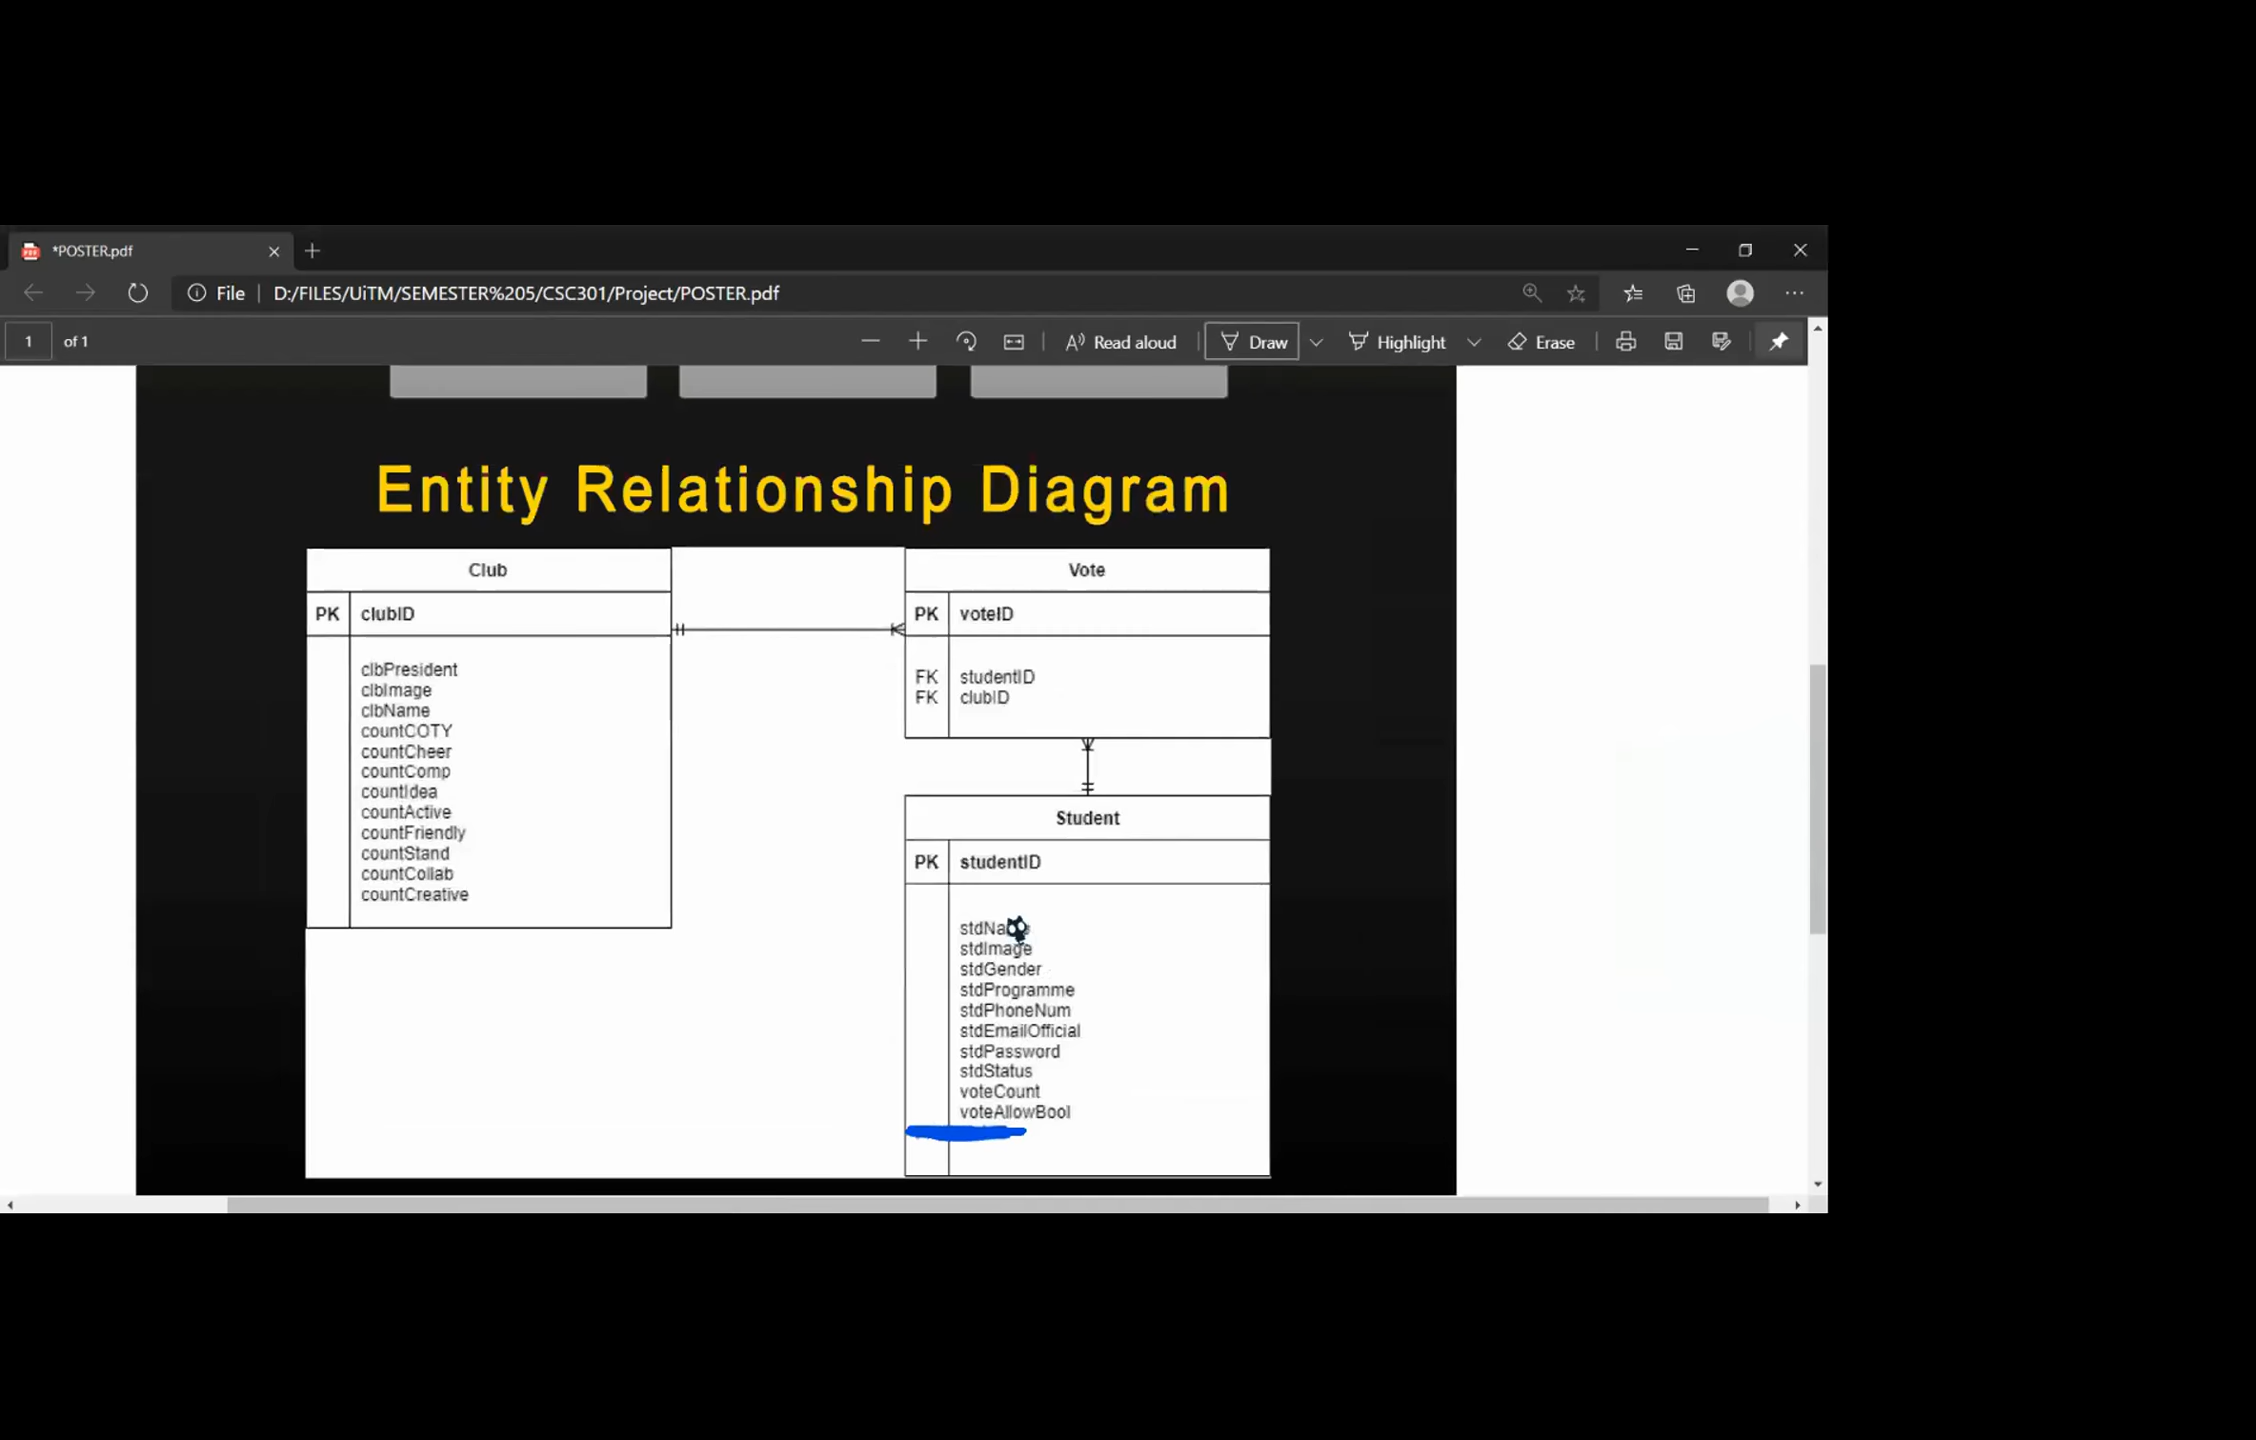 *POSTER.pdf
File
D:/FILES/UiTM/SEMESTER%205/CSC301/Project/POSTER.pdf
1 of 1
Read aloud
Draw
Highlight
Erase
Entity Relationship Diagram
Club
PK clubID
clbPresident
clbImage
clbName
countCOTY
countCheer
countComp
countIdea
countActive
countFriendly
countStand
countCollab
countCreative
Vote
PK voteID
FK studentID
FK clubID
Student
PK studentID
stdImage
stdGender
stdProgramme
stdPhoneNum
stdEmailOfficial
stdPassword
stdStatus
voteCount
voteAllowBool